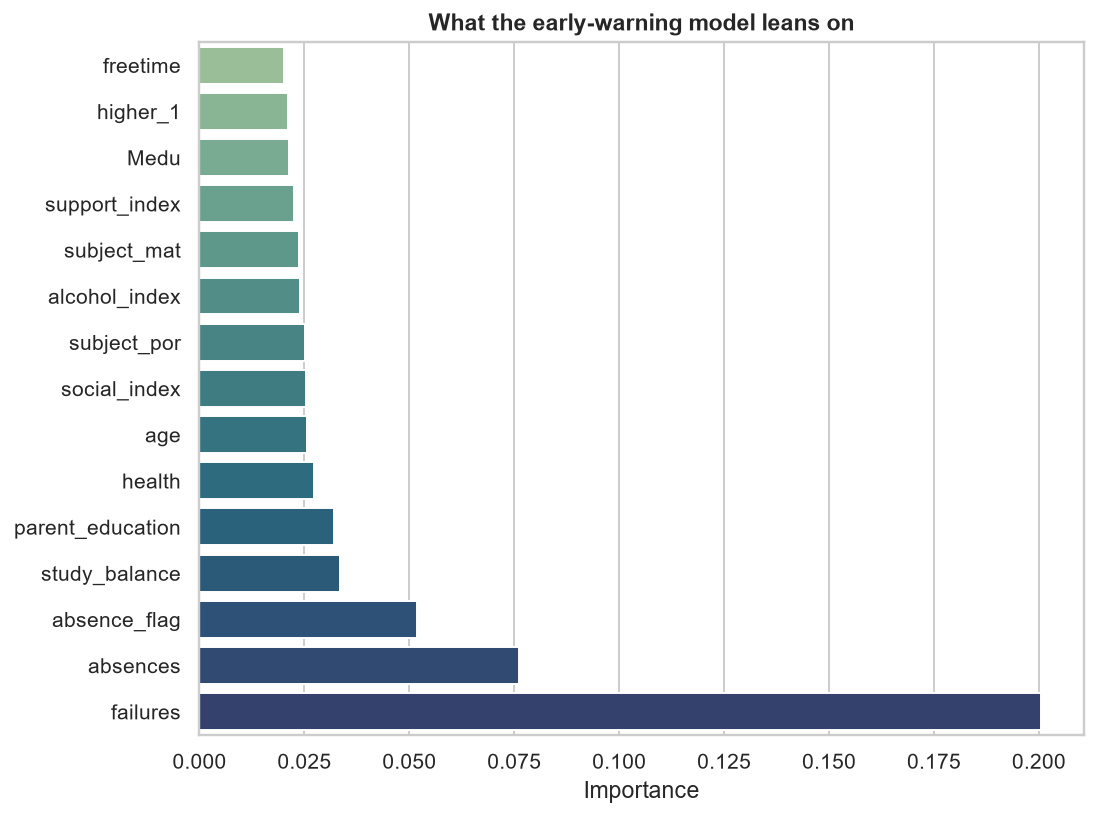 What the early-warning model leans on
freetime
higher_1
Medu
support_index
subject_mat
alcohol_index
subject_por
social_index
age
health
parent_education
study_balance
absence_flag
absences
failures
0.000 0.025 0.050 0.075 0.100 0.125 0.150 0.175 0.200
Importance